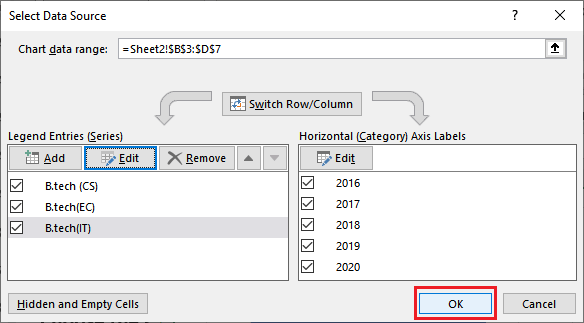 Select Data Source
?
Chart data range:
=Sheet2!$B$3:$D$7
Switch Row/Column
Legend Entries (Series)
Horizontal (Category) Axis Labels
Add
Edit
Remove
Edit
B.tech (CS)
2016
B.tech(EC)
2017
B.tech(IT)
2018
2019
2020
Hidden and Empty Cells
OK
Cancel